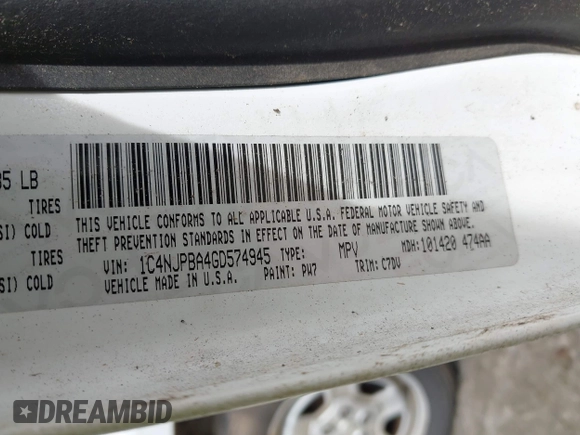 35 LB
TIRES
SI) COLD
TIRES
SI) COLD
THIS VEHICLE CONFORMS TO ALL APPLICABLE U.S.A. FEDERAL MOTOR VEHICLE SAFETY AND
THEFT PREVENTION STANDARDS IN EFFECT ON THE DATE OF MANUFACTURE SHOWN ABOVE.
VIN: 1C4NJPBA4GD574945 TYPE: MPV MDH: 101420 474AA
VEHICLE MADE IN U.S.A. PAINT: PW7 TRIM: C7DV
DREAMBID